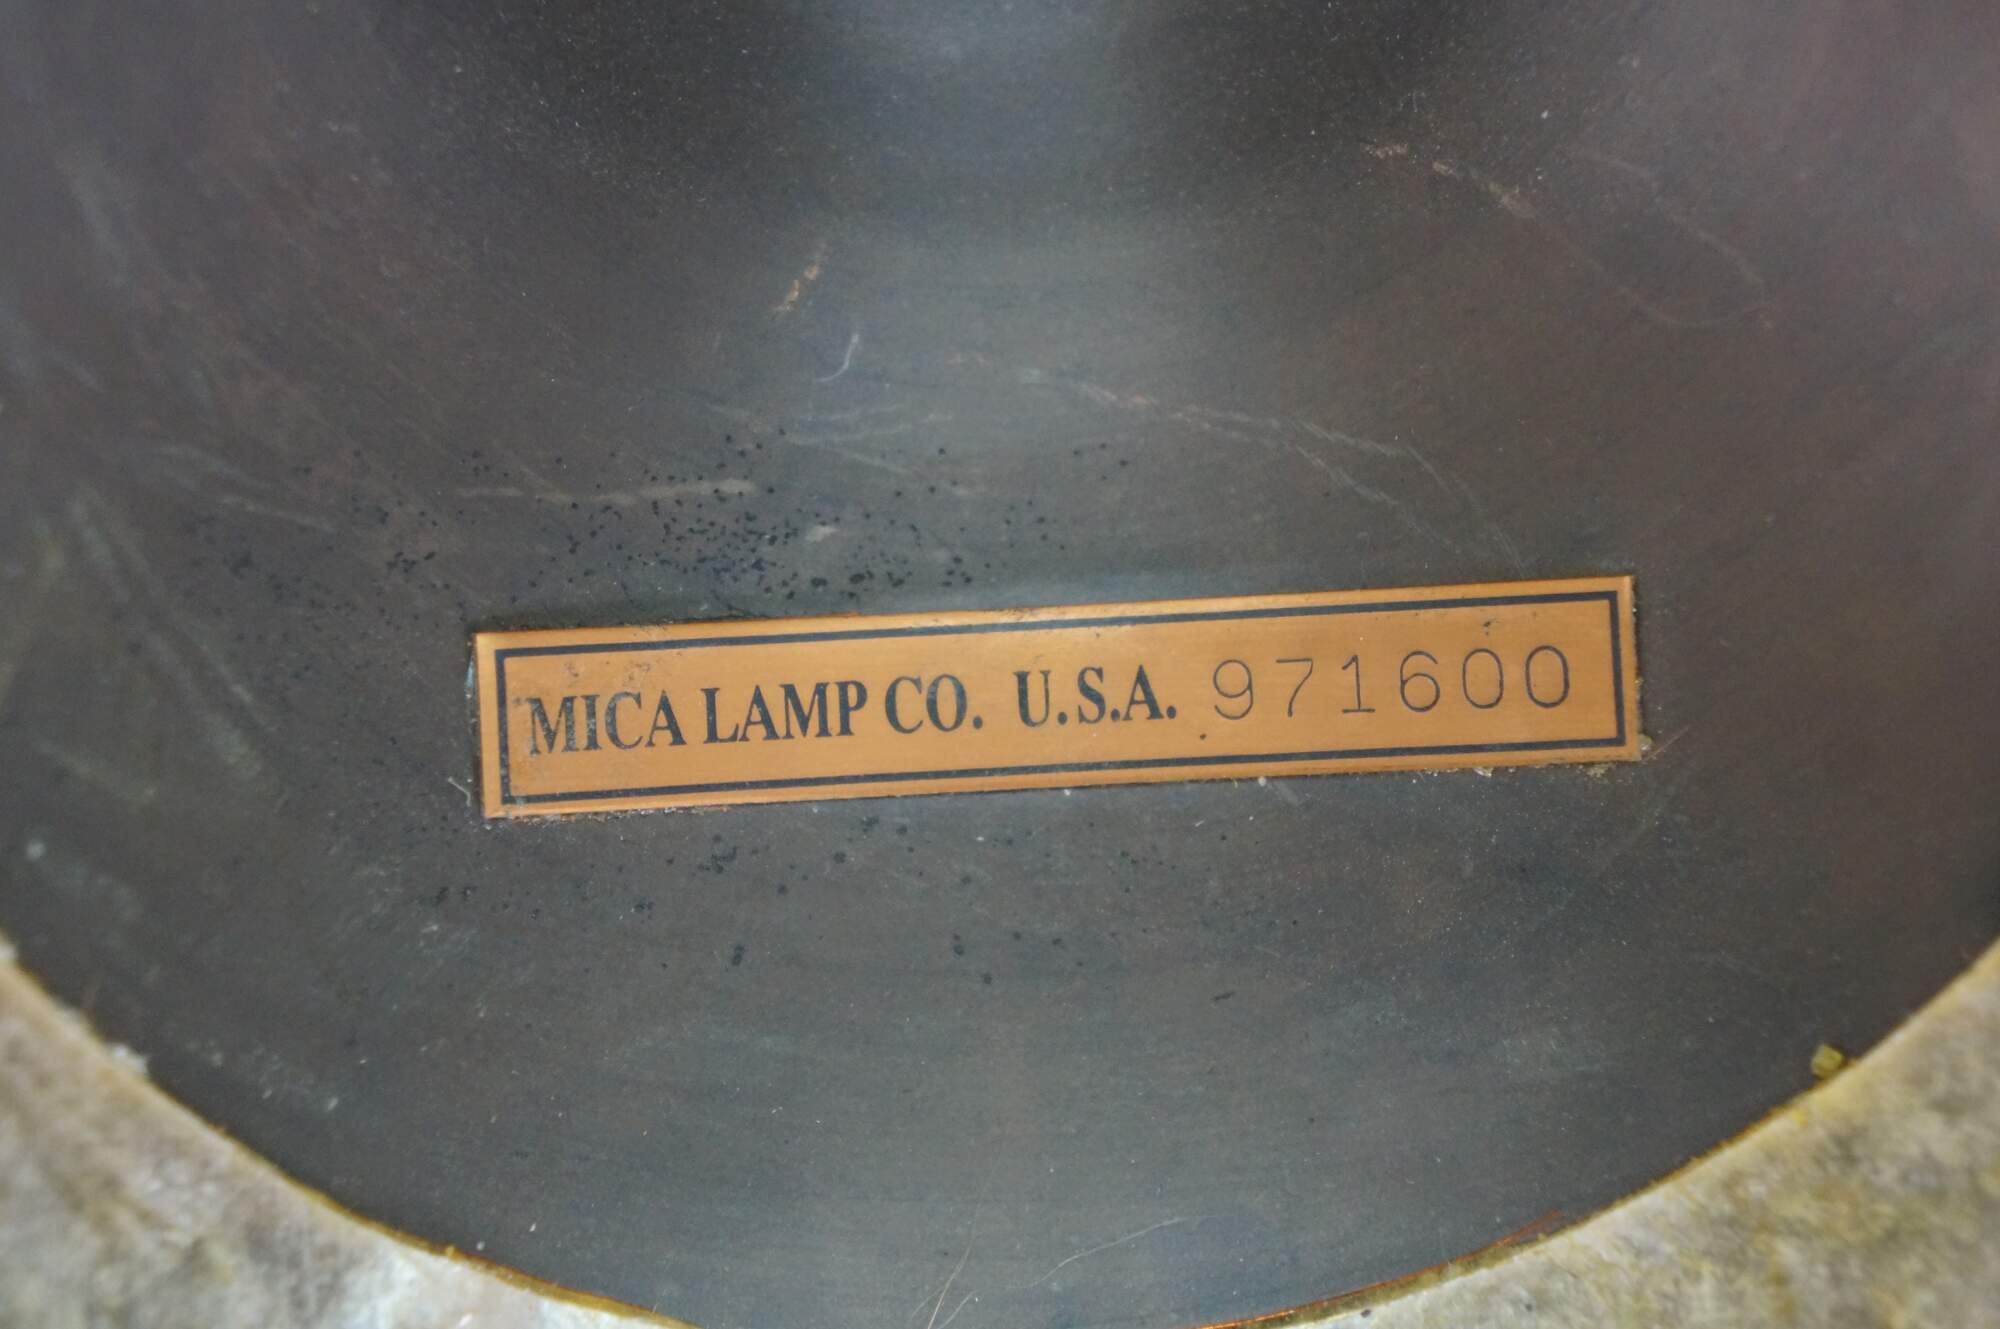 MICA LAMP CO. U.S.A. 971600